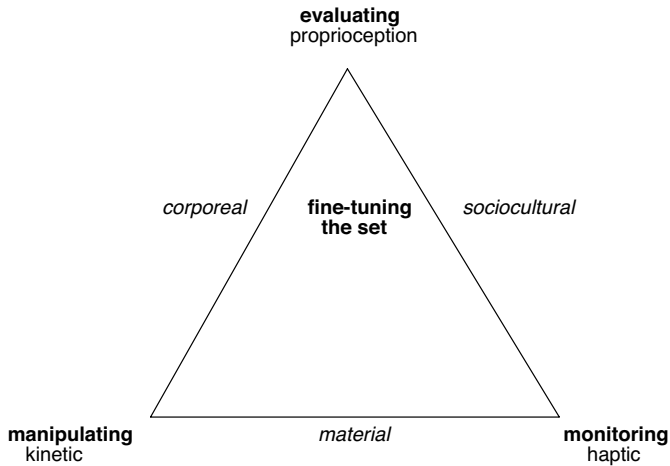 evaluating
proprioception
corporeal
fine-tuning
the set
sociocultural
manipulating
kinetic
material
monitoring
haptic